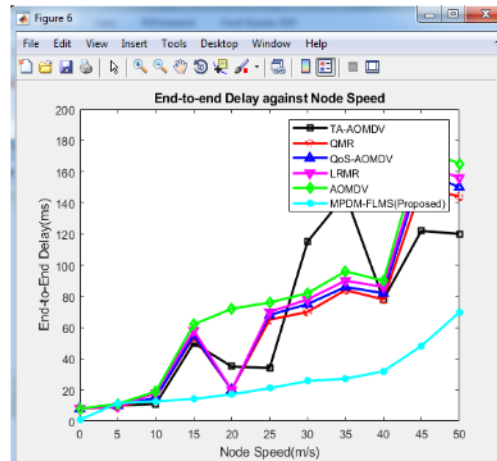 Figure 6
File Edit View Insert Tools Desktop Window Help
End-to-end Delay against Node Speed
200
180
160
140
120
100
80
60
40
20
0
End-to-End Delay(ms)
TA-AOMDV
QMR
QoS-AOMDV
LRMR
AOMDV
MPDM-FLMS(Proposed)
0 5 10 15 20 25 30 35 40 45 50
Node Speed(m/s)